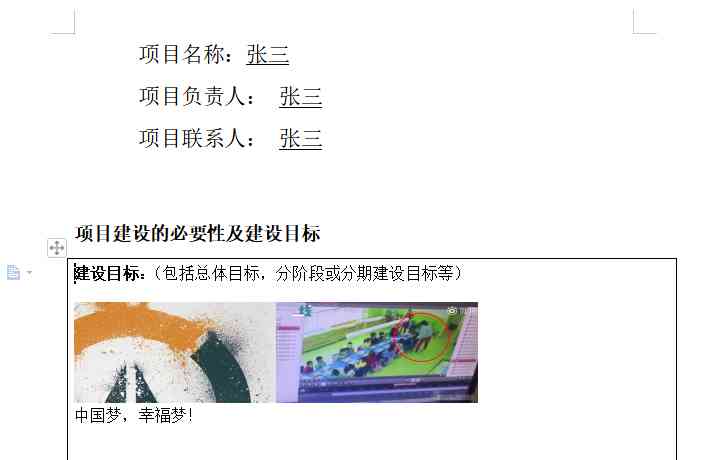 项目名称：张三
项目负责人： 张三
项目联系人： 张三
项目建设的必要性及建设目标
建设目标：（包括总体目标，分阶段或分期建设目标等）
中国梦，幸福梦！